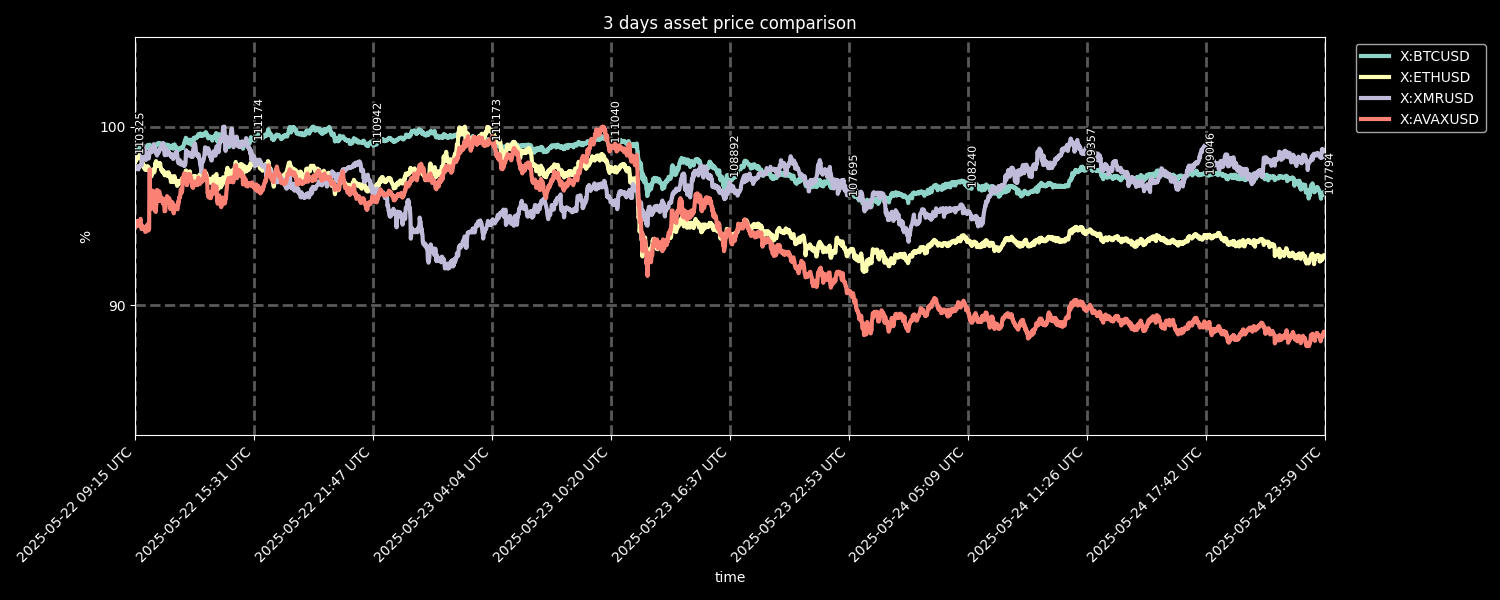 3 days asset price comparison
X:BTCUSD
X:ETHUSD
X:XMRUSD
X:AVAXUSD
100
90
%
110325
111174
110942
111173
111040
108892
107695
108240
109357
109046
107794
2025-05-22 09:15 UTC
2025-05-22 15:31 UTC
2025-05-22 21:47 UTC
2025-05-23 04:04 UTC
2025-05-23 10:20 UTC
2025-05-23 16:37 UTC
2025-05-23 22:53 UTC
2025-05-24 05:09 UTC
2025-05-24 11:26 UTC
2025-05-24 17:42 UTC
2025-05-24 23:59 UTC
time